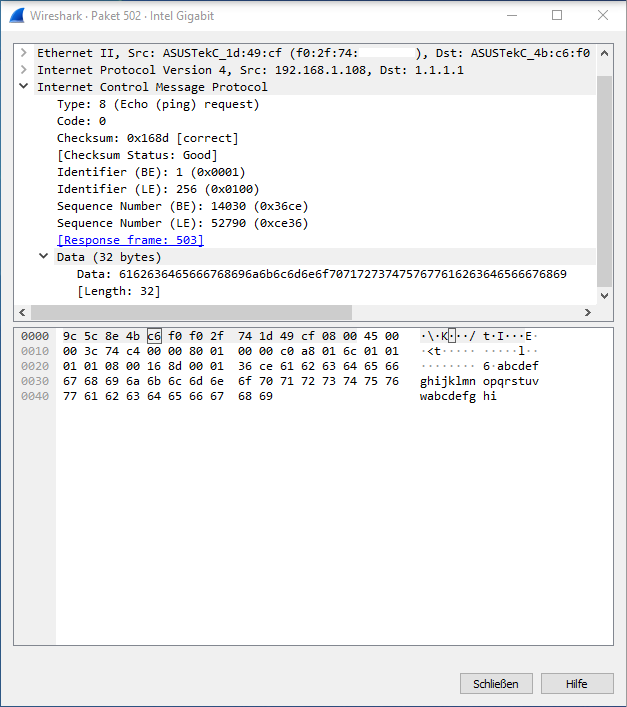 Wireshark · Paket 502 · Intel Gigabit
Ethernet II, Src: ASUSTekC_1d:49:cf (f0:2f:74:          ), Dst: ASUSTekC_4b:c6:f0
Internet Protocol Version 4, Src: 192.168.1.108, Dst: 1.1.1.1
Internet Control Message Protocol
Type: 8 (Echo (ping) request)
Code: 0
Checksum: 0x168d [correct]
[Checksum Status: Good]
Identifier (BE): 1 (0x0001)
Identifier (LE): 256 (0x0100)
Sequence Number (BE): 14030 (0x36ce)
Sequence Number (LE): 52790 (0xce36)
[Response frame: 503]
Data (32 bytes)
Data: 6162636465666768696a6b6c6d6e6f7071727374757677616263646566676869
[Length: 32]
0000 9c 5c 8e 4b c6 f0 f0 2f 74 1d 49 cf 08 00 45 00 ·\·K···/ t·I···E·
0010 00 3c 74 c4 00 00 80 01 00 00 c0 a8 01 6c 01 01 ·<t····· ·····l··
0020 01 01 08 00 16 8d 00 01 36 ce 61 62 63 64 65 66 ········ 6·abcdef
0030 67 68 69 6a 6b 6c 6d 6e 6f 70 71 72 73 74 75 76 ghijklmn opqrstuv
0040 77 61 62 63 64 65 66 67 68 69 wabcdefg hi
Schließen Hilfe